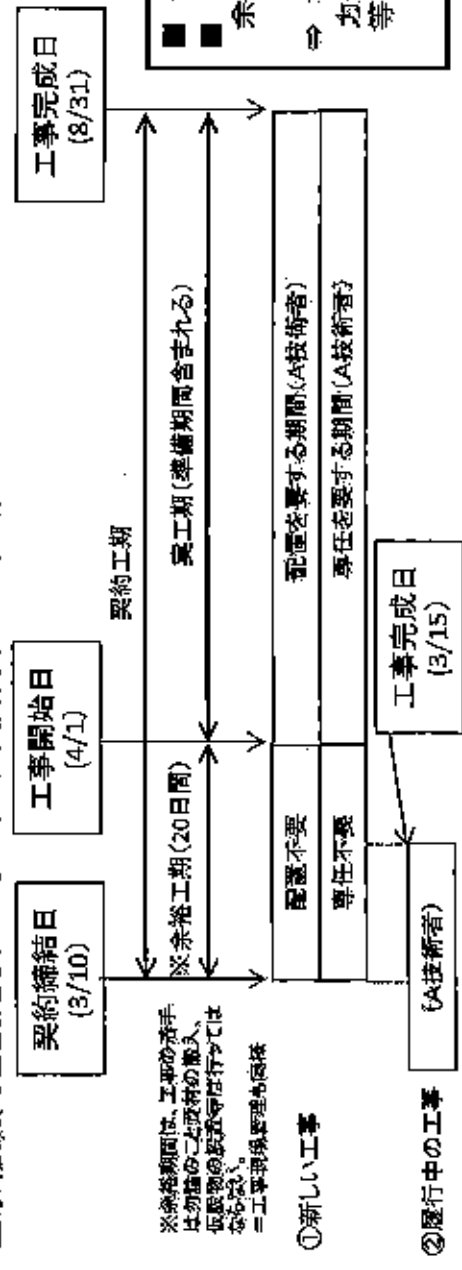 契約締結日
(3/10)
工事開始日
(4/1)
工事完成日
(8/31)
契約工期
※余裕工期(20日間)
実工期(準備期間含まれる)
※余裕期間は、工事の着手
は勿論のこと資材の搬入、
仮設物の設置等は行っては
ならない。
=工事現場管理も同様
①新しい工事
配置不要
配置を要する期間(A技術者)
専任不要
専任を要する期間(A技術者)
②履行中の工事
(A技術者)
工事完成日
(3/15)
■
■
余
⇒
等